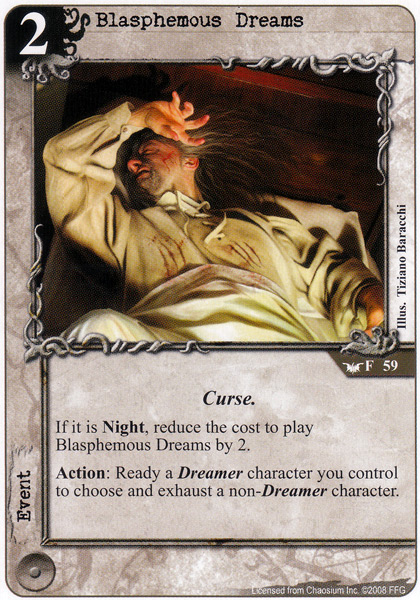 2
Blasphemous Dreams
Illus. Tiziano Baracchi
F 59
Curse.
If it is Night, reduce the cost to play
Blasphemous Dreams by 2.
Action: Ready a Dreamer character you control
to choose and exhaust a non-Dreamer character.
Event
Licensed from Chaosium Inc. ©2008 FFG